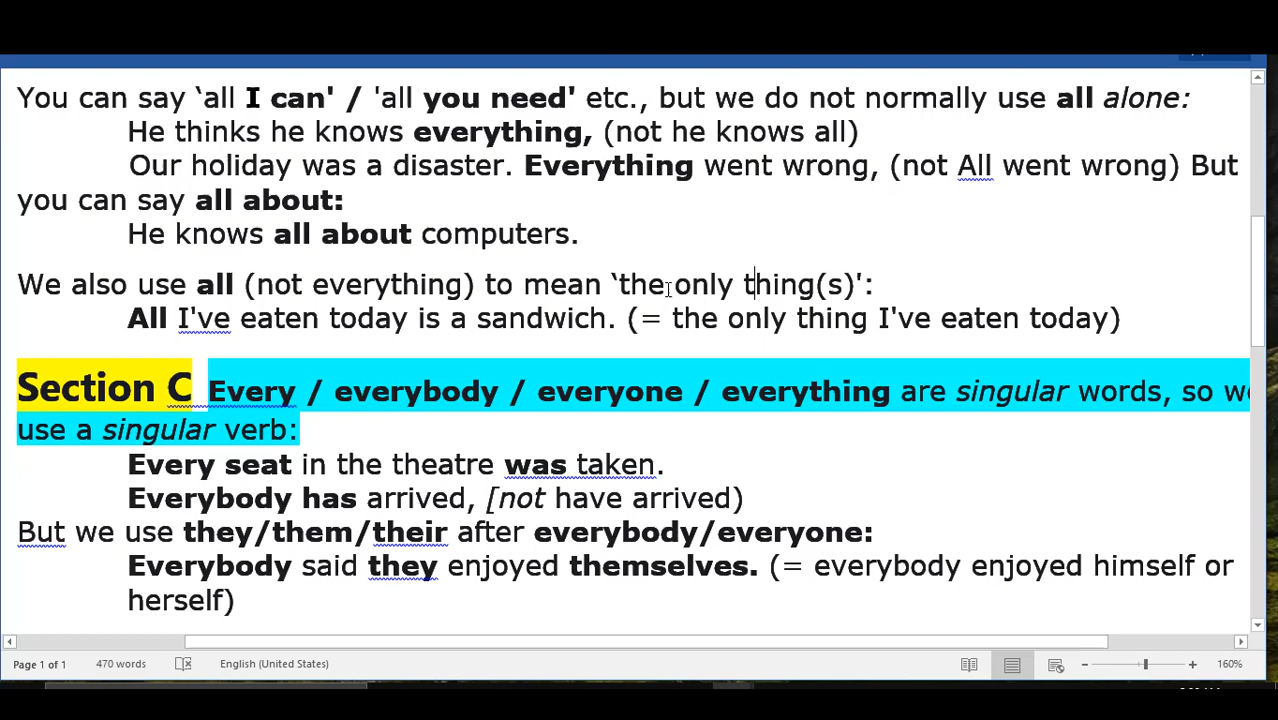 You can say ‘all I can' / 'all you need' etc., but we do not normally use all alone:
He thinks he knows everything, (not he knows all)
Our holiday was a disaster. Everything went wrong, (not All went wrong) But
you can say all about:
He knows all about computers.
We also use all (not everything) to mean ‘the only thing(s)':
All I've eaten today is a sandwich. (= the only thing I've eaten today)
Section C Every / everybody / everyone / everything are singular words, so we
use a singular verb:
Every seat in the theatre was taken.
Everybody has arrived, [not have arrived)
But we use they/them/their after everybody/everyone:
Everybody said they enjoyed themselves. (= everybody enjoyed himself or
herself)
Page 1 of 1 470 words English (United States) 160%